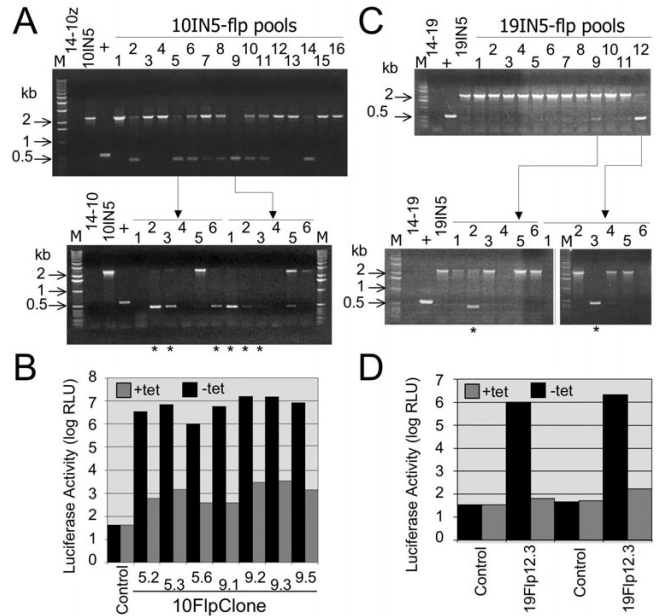 A
14-10z
10IN5
+
10IN5-flp pools
M 1 2 3 4 5 6 7 8 9 10 11 12 13 14 15 16
kb
2
1
0.5
14-10
10IN5
+
M 1 2 3 4 5 6 1 2 3 4 5 6 M
kb
2
1
0.5
* * * * * *
B
Luciferase Activity (log RLU)
8
7
6
5
4
3
2
1
0
+tet -tet
Control 5.2 5.3 5.6 9.1 9.2 9.3 9.5
10FlpClone
C
14-19
+
19IN5
19IN5-flp pools
M 1 2 3 4 5 6 7 8 9 10 11 12
kb
2
0.5
14-19
+
19IN5
M 1 2 3 4 5 6 1 M 2 3 4 5 6
kb
2
1
0.5
* *
D
Luciferase Activity (log RLU)
7
6
5
4
3
2
1
0
+tet -tet
Control 19Flp12.3 Control 19Flp12.3